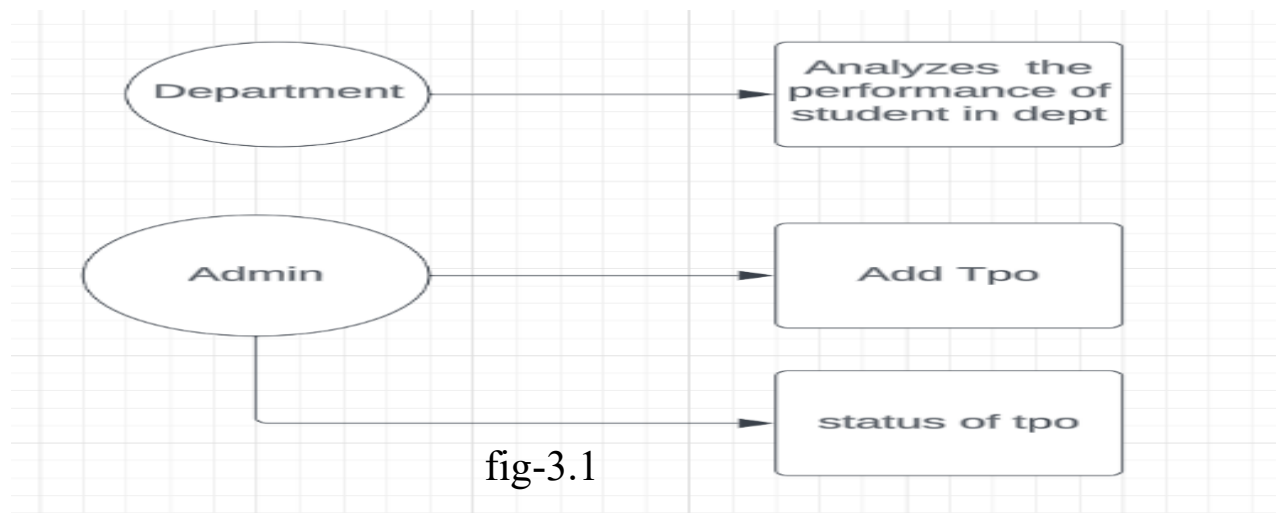 Department
Analyzes the
performance of
student in dept
Admin
Add Tpo
status of tpo
fig-3.1